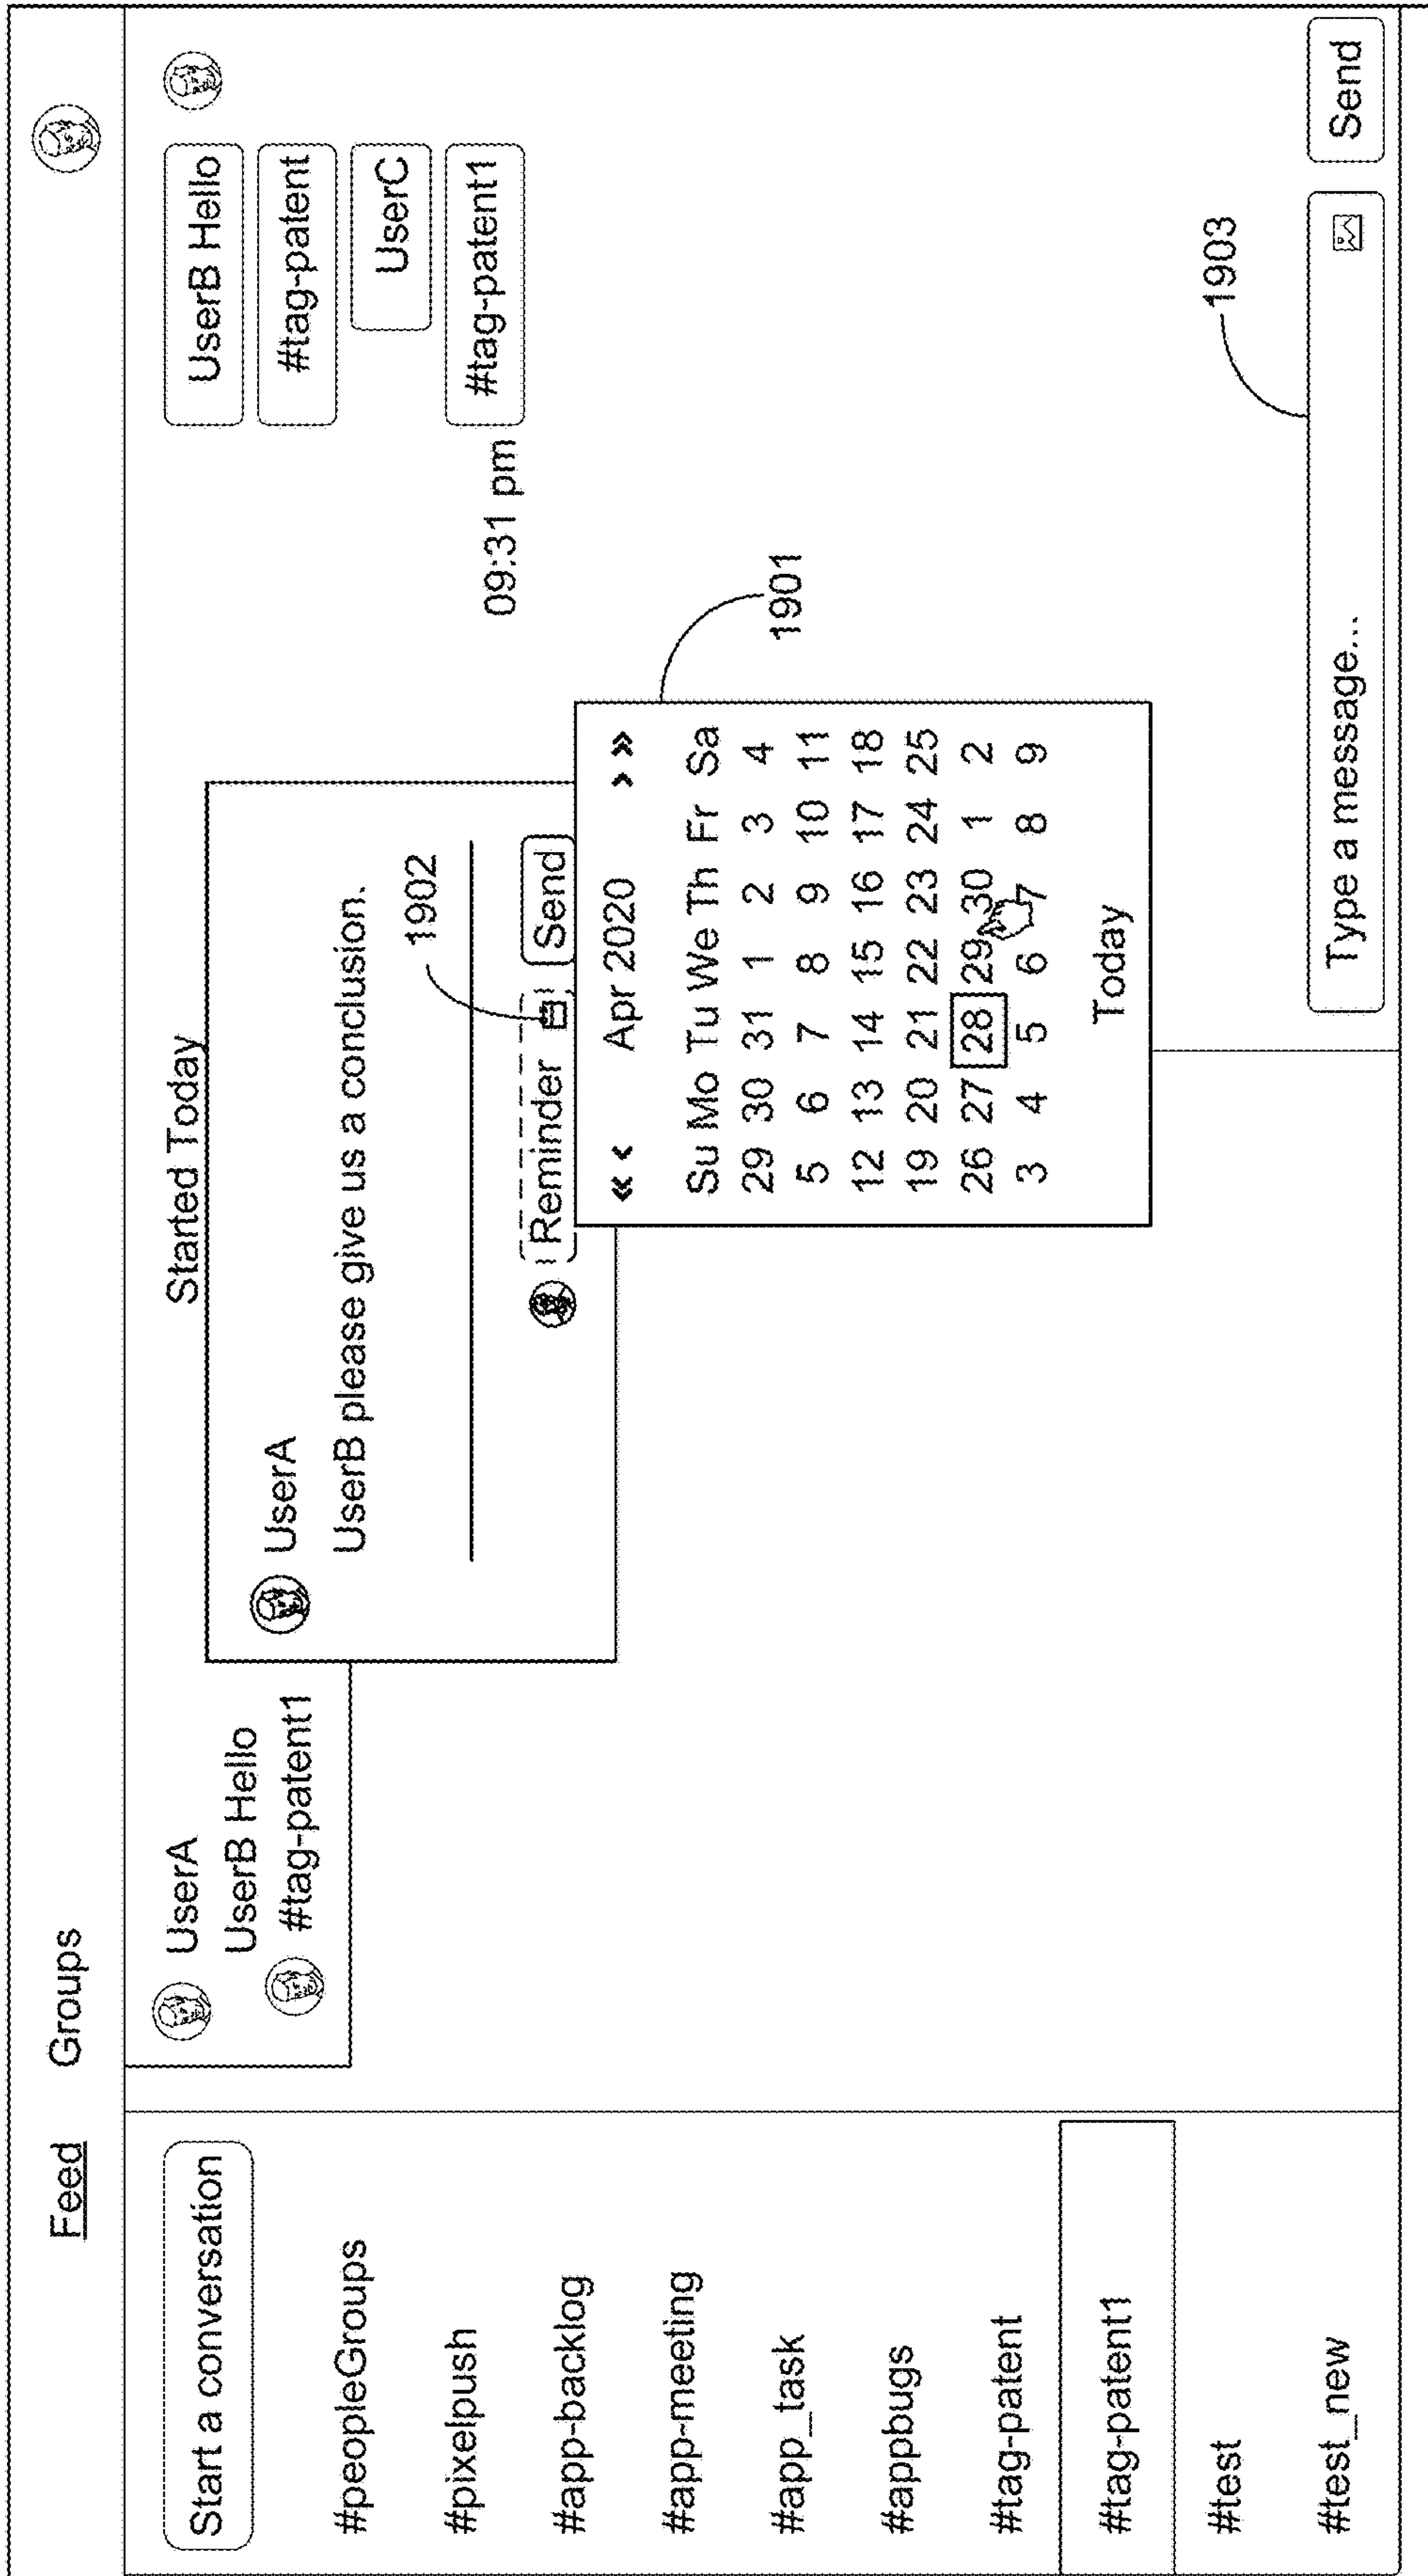 Feed Groups
Start a conversation
#peopleGroups
#pixelpush
#app-backlog
#app-meeting
#app_task
#appbugs
#tag-patent
#tag-patent1
#test
#test_new
UserA
UserB Hello
#tag-patent1
Started Today
UserA
UserB please give us a conclusion.
1902
Reminder Send
« < Apr 2020 > »
Su Mo Tu We Th Fr Sa
29 30 31 1 2 3 4
5 6 7 8 9 10 11
12 13 14 15 16 17 18
19 20 21 22 23 24 25
26 27 28 29 30 1 2
3 4 5 6 7 8 9
Today
1901
UserB Hello
#tag-patent
UserC
#tag-patent1
09:31 pm
1903
Type a message... Send